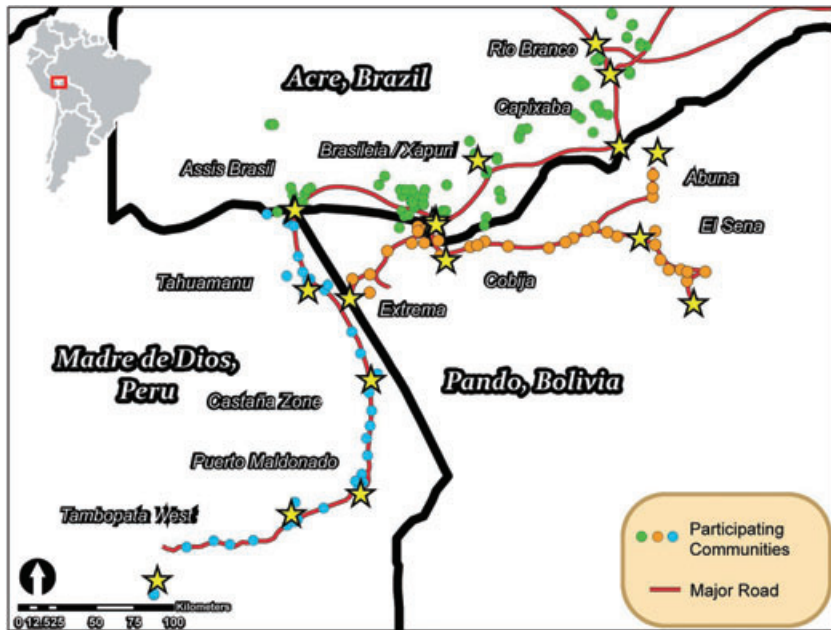 Rio Branco
Acre, Brazil
Capixaba
Brasileia / Xapuri
Assis Brasil
Abuna
El Sena
Tahuamanu
Cobija
Extrema
Madre de Dios,
Peru
Pando, Bolivia
Castaña Zone
Puerto Maldonado
Tambopata West
Participating
Communities
Major Road
Kilometers
0 12.525 50 75 100